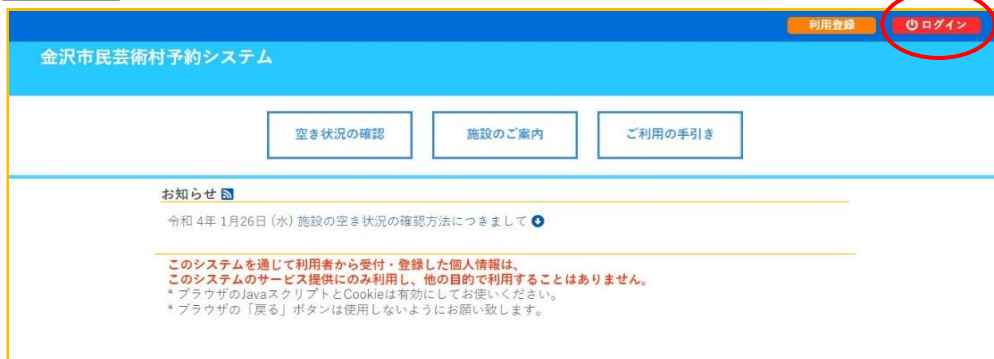 利用登録
ログイン
金沢市民芸術村予約システム
空き状況の確認
施設のご案内
ご利用の手引き
お知らせ
令和 4年 1月26日 (水) 施設の空き状況の確認方法につきまして
このシステムを通じて利用者から受付・登録した個人情報は、
このシステムのサービス提供にのみ利用し、他の目的で利用することはありません。
* ブラウザのJavaスクリプトとCookieは有効にしてお使いください。
* ブラウザの「戻る」ボタンは使用しないようにお願い致します。